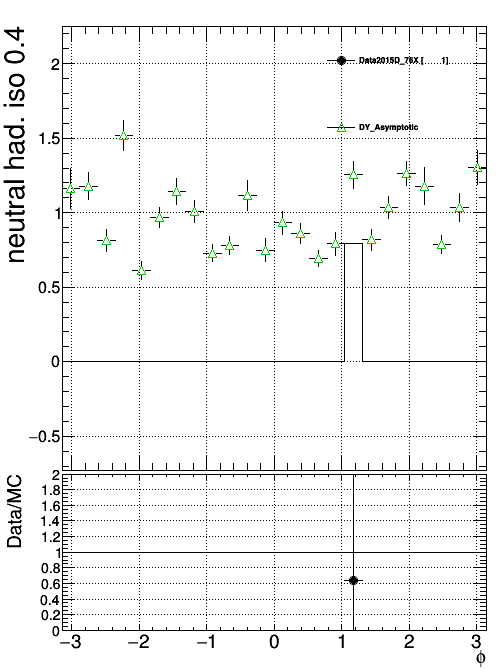 neutral had. iso 0.4
2
1.5
1
0.5
0
−0.5
Data2015D_76X [ 1]
DY_Asymptotic
Data/MC
2
1.8
1.6
1.4
1.2
1
0.8
0.6
0.4
0.2
0
−3 −2 −1 0 1 2 3
ϕ